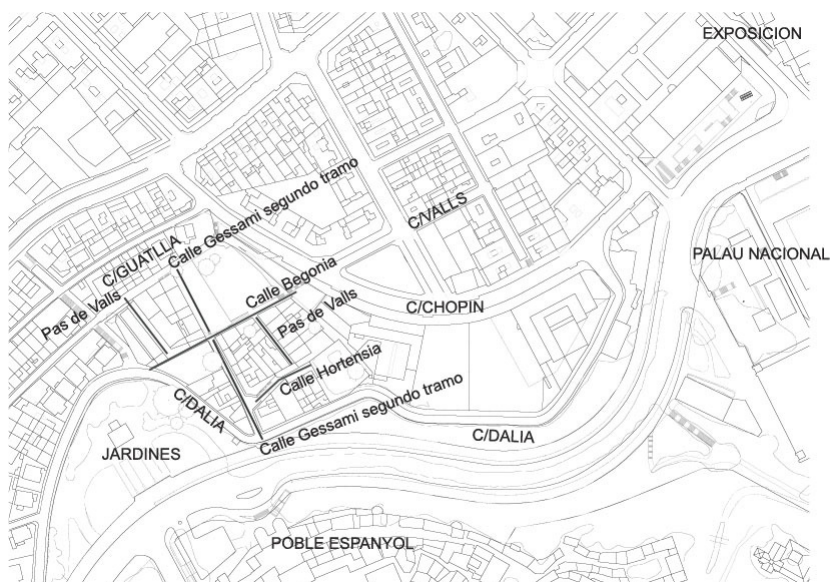 EXPOSICION
Calle Gessami segundo tramo
C/VALLS
C/GUATLLA
PALAU NACIONAL
Calle Begonia
Pas de Valls
C/CHOPIN
Pas de Valls
Calle Hortensia
C/DALIA
Calle Gessami segundo tramo
C/DALIA
JARDINES
POBLE ESPANYOL